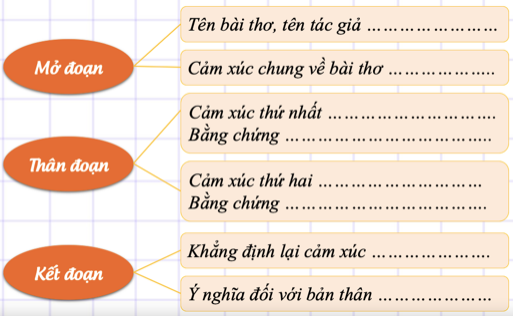 Mở đoạn
Tên bài thơ, tên tác giả ........................
Cảm xúc chung về bài thơ ....................
Thân đoạn
Cảm xúc thứ nhất ..............................
Bằng chứng .....................................
Cảm xúc thứ hai .............................
Bằng chứng ....................................
Kết đoạn
Khẳng định lại cảm xúc .....................
Ý nghĩa đối với bản thân ....................